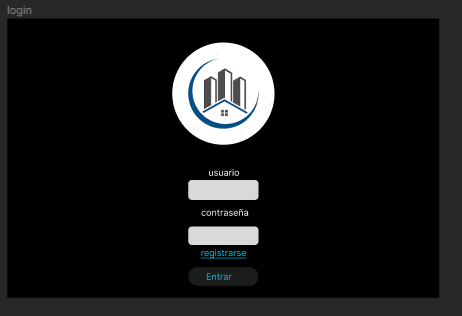 login
usuario
contraseña
registrarse
Entrar